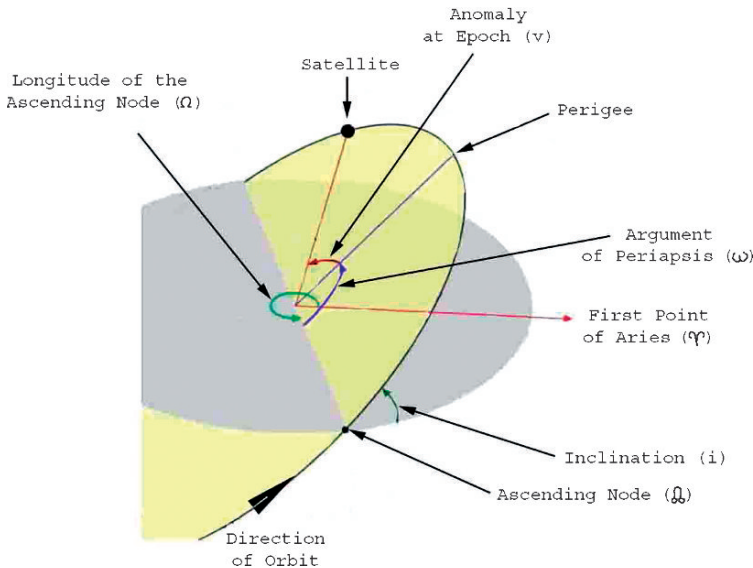 Anomaly
at Epoch (ν)
Satellite
Longitude of the
Ascending Node (Ω)
Perigee
Argument
of Periapsis (ω)
First Point
of Aries (♈)
Inclination (i)
Ascending Node (☊)
Direction
of Orbit